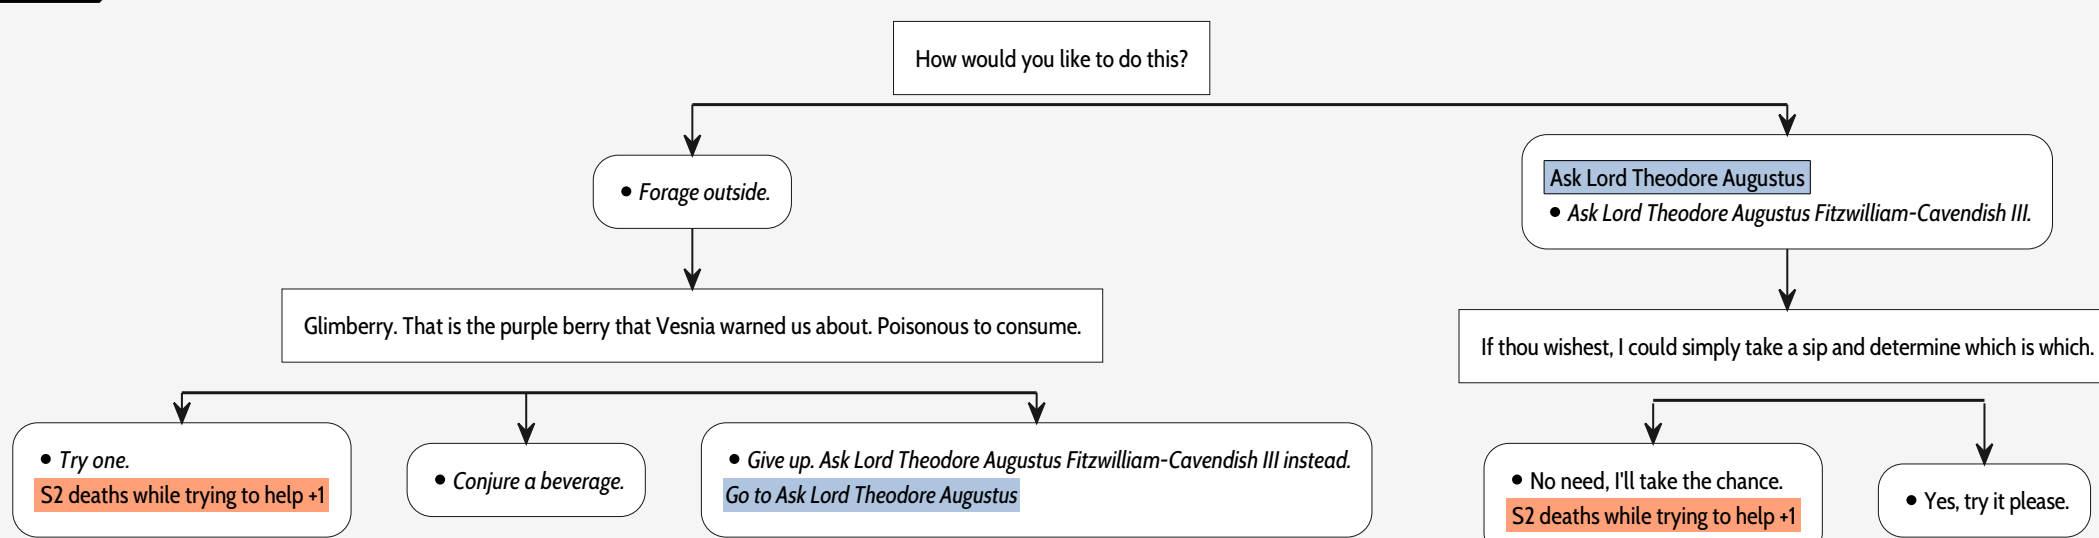 How would you like to do this?
• Forage outside.
Ask Lord Theodore Augustus
• Ask Lord Theodore Augustus Fitzwilliam-Cavendish III.
Glimberry. That is the purple berry that Vesnia warned us about. Poisonous to consume.
If thou wishest, I could simply take a sip and determine which is which.
• Try one.
S2 deaths while trying to help +1
• Conjure a beverage.
• Give up. Ask Lord Theodore Augustus Fitzwilliam-Cavendish III instead.
Go to Ask Lord Theodore Augustus
• No need, I'll take the chance.
S2 deaths while trying to help +1
• Yes, try it please.